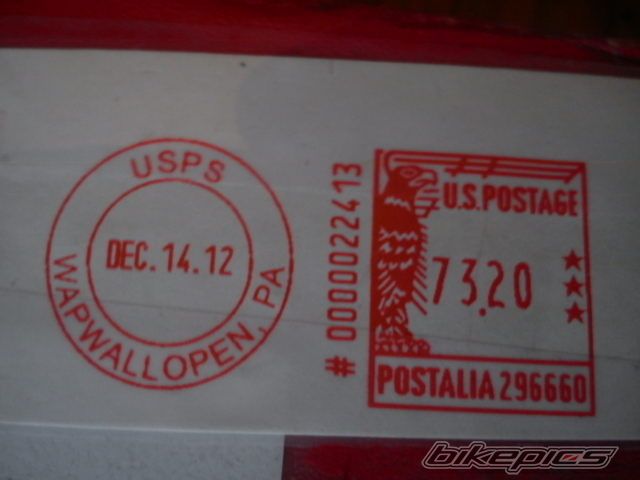 USPS
DEC. 14. 12
WAPWALLOPEN, PA
# 0000022413
U.S. POSTAGE
73.20
POSTALIA 296660
bikepics